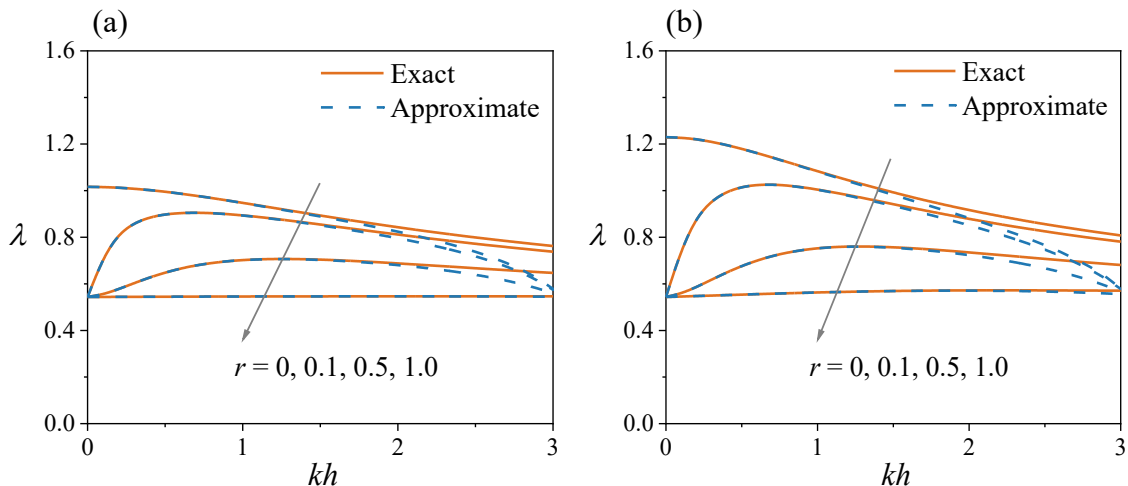 (a)
1.6
Exact
Approximate
1.2
λ
0.8
0.4
r = 0, 0.1, 0.5, 1.0
0.0
0
1
2
3
kh
(b)
1.6
Exact
Approximate
1.2
λ
0.8
0.4
r = 0, 0.1, 0.5, 1.0
0.0
0
1
2
3
kh